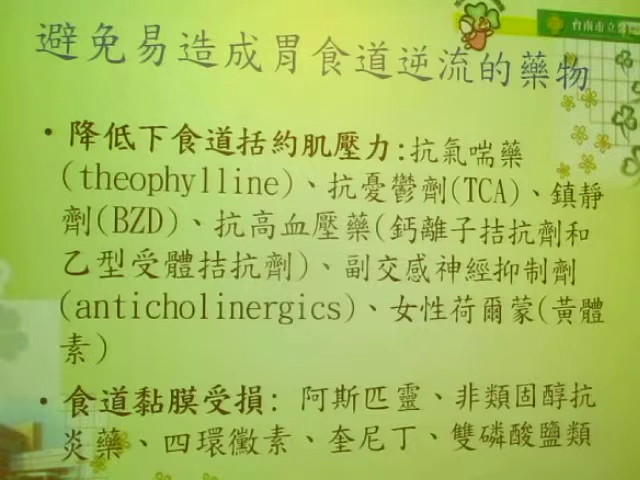 台南市立
避免易造成胃食道逆流的藥物
• 降低下食道括約肌壓力:抗氣喘藥
(theophylline)、抗憂鬱劑(TCA)、鎮靜
劑(BZD)、抗高血壓藥(鈣離子拮抗劑和
乙型受體拮抗劑)、副交感神經抑制劑
(anticholinergics)、女性荷爾蒙(黃體
素)
• 食道黏膜受損: 阿斯匹靈、非類固醇抗
炎藥、四環黴素、奎尼丁、雙磷酸鹽類